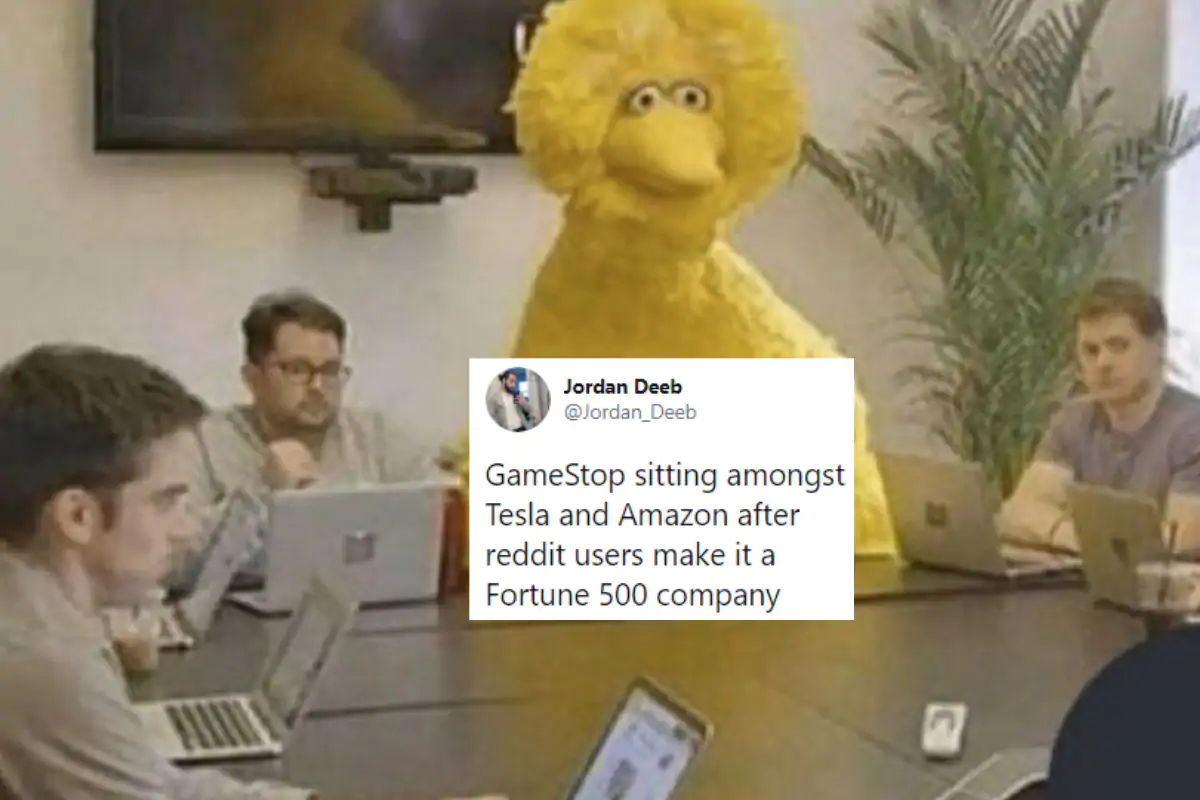 Jordan Deeb
@Jordan_Deeb
GameStop sitting amongst
Tesla and Amazon after
reddit users make it a
Fortune 500 company